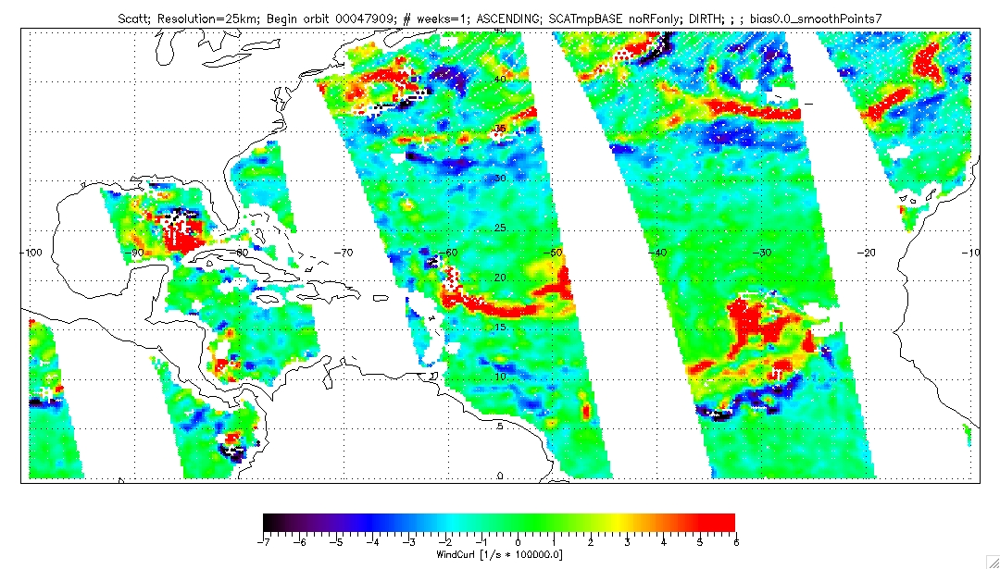 Scatt; Resolution=25km; Begin orbit 00047909; # weeks=1; ASCENDING; SCATmpBASE noRFonly; DIRTH; ; ; bias0.0_smoothPoints7
45
40
35
30
25
-100 -90 -80 -70 -60 -50 -40 -30 -20 -10
20
15
10
5
0
-7 -6 -5 -4 -3 -2 -1 0 1 2 3 4 5 6
WindCurl [1/s * 100000.0]